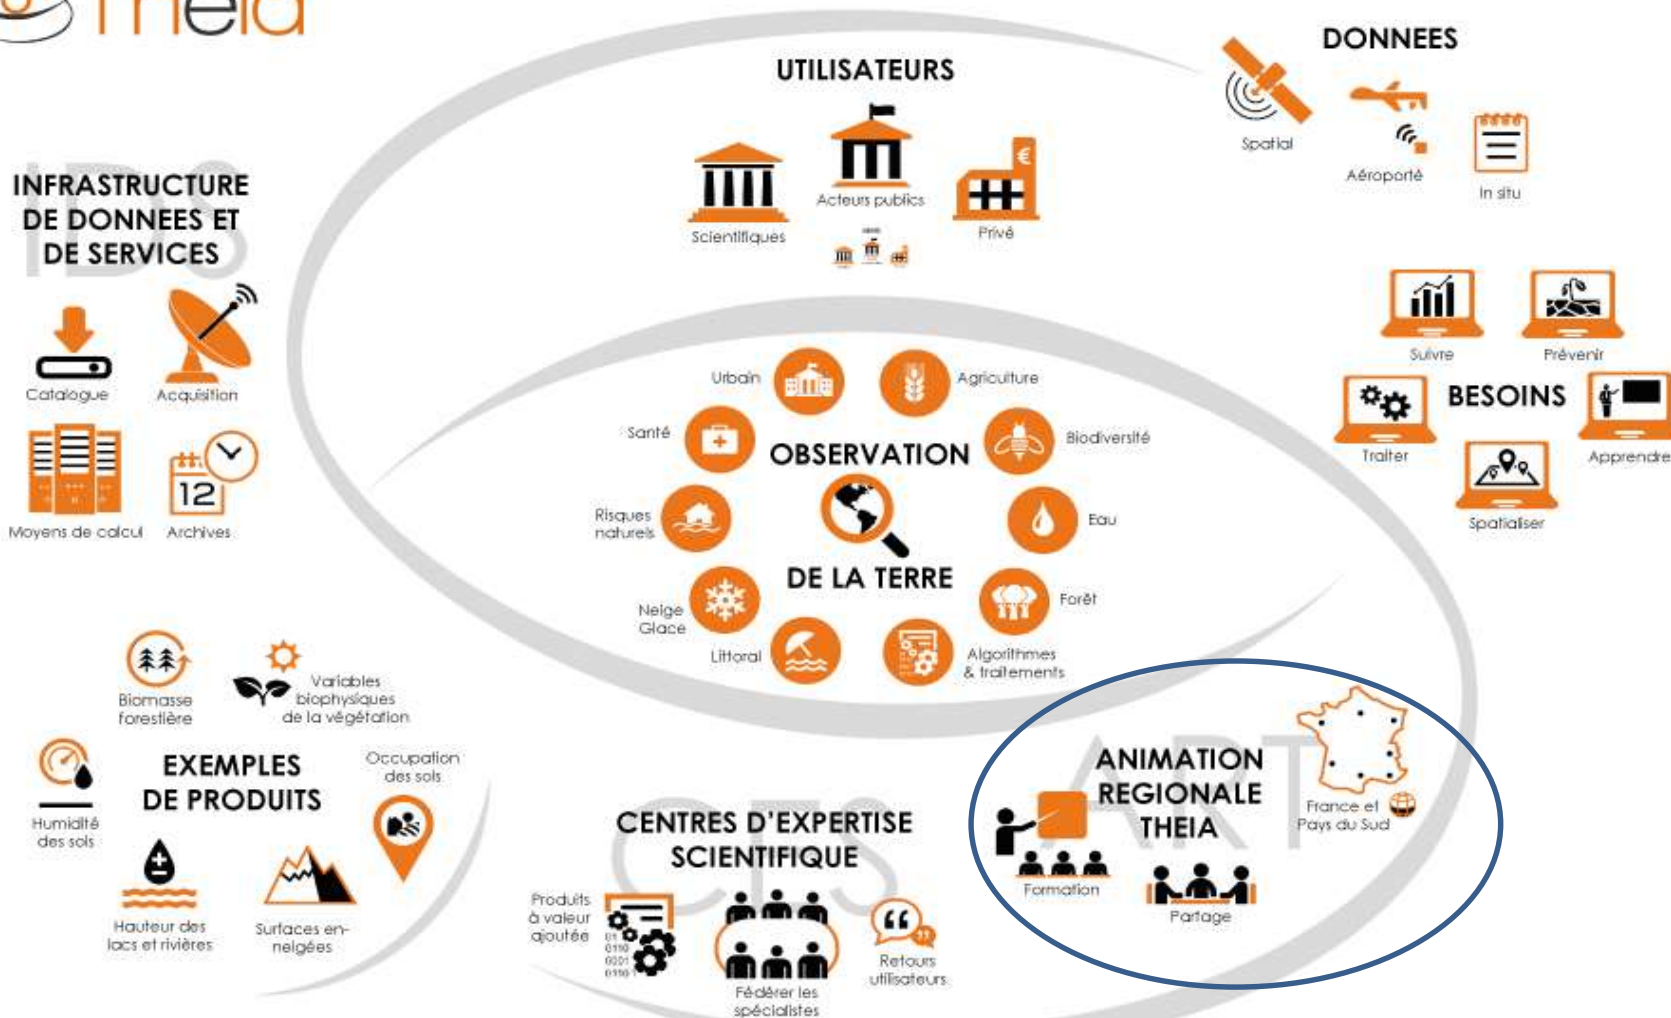 Theia
UTILISATEURS
Scientifiques
Acteurs publics
Privé
€
DONNEES
Spatial
Aéroporté
In situ
IDS
INFRASTRUCTURE
DE DONNEES ET
DE SERVICES
Catalogue
Acquisition
Moyens de calcul
12
Archives
Suivre
Prévenir
BESOINS
Traiter
Apprendre
Spatialiser
Urbain
Agriculture
Santé
Biodiversité
OBSERVATION
DE LA TERRE
Risques
naturels
Eau
Neige
Glace
Forêt
Littoral
Algorithmes
& traitements
Biomasse
forestière
Variables
biophysiques
de la végétation
EXEMPLES
DE PRODUITS
Occupation
des sols
Humidité
des sols
Hauteur des
lacs et rivières
Surfaces en-
neigées
CES
CENTRES D'EXPERTISE
SCIENTIFIQUE
Produits
à valeur
ajoutée
01
0110
0001
0110 1
Fédérer les
spécialistes
Retours
utilisateurs
ART
ANIMATION
REGIONALE
THEIA
France et
Pays du Sud
Formation
Partage